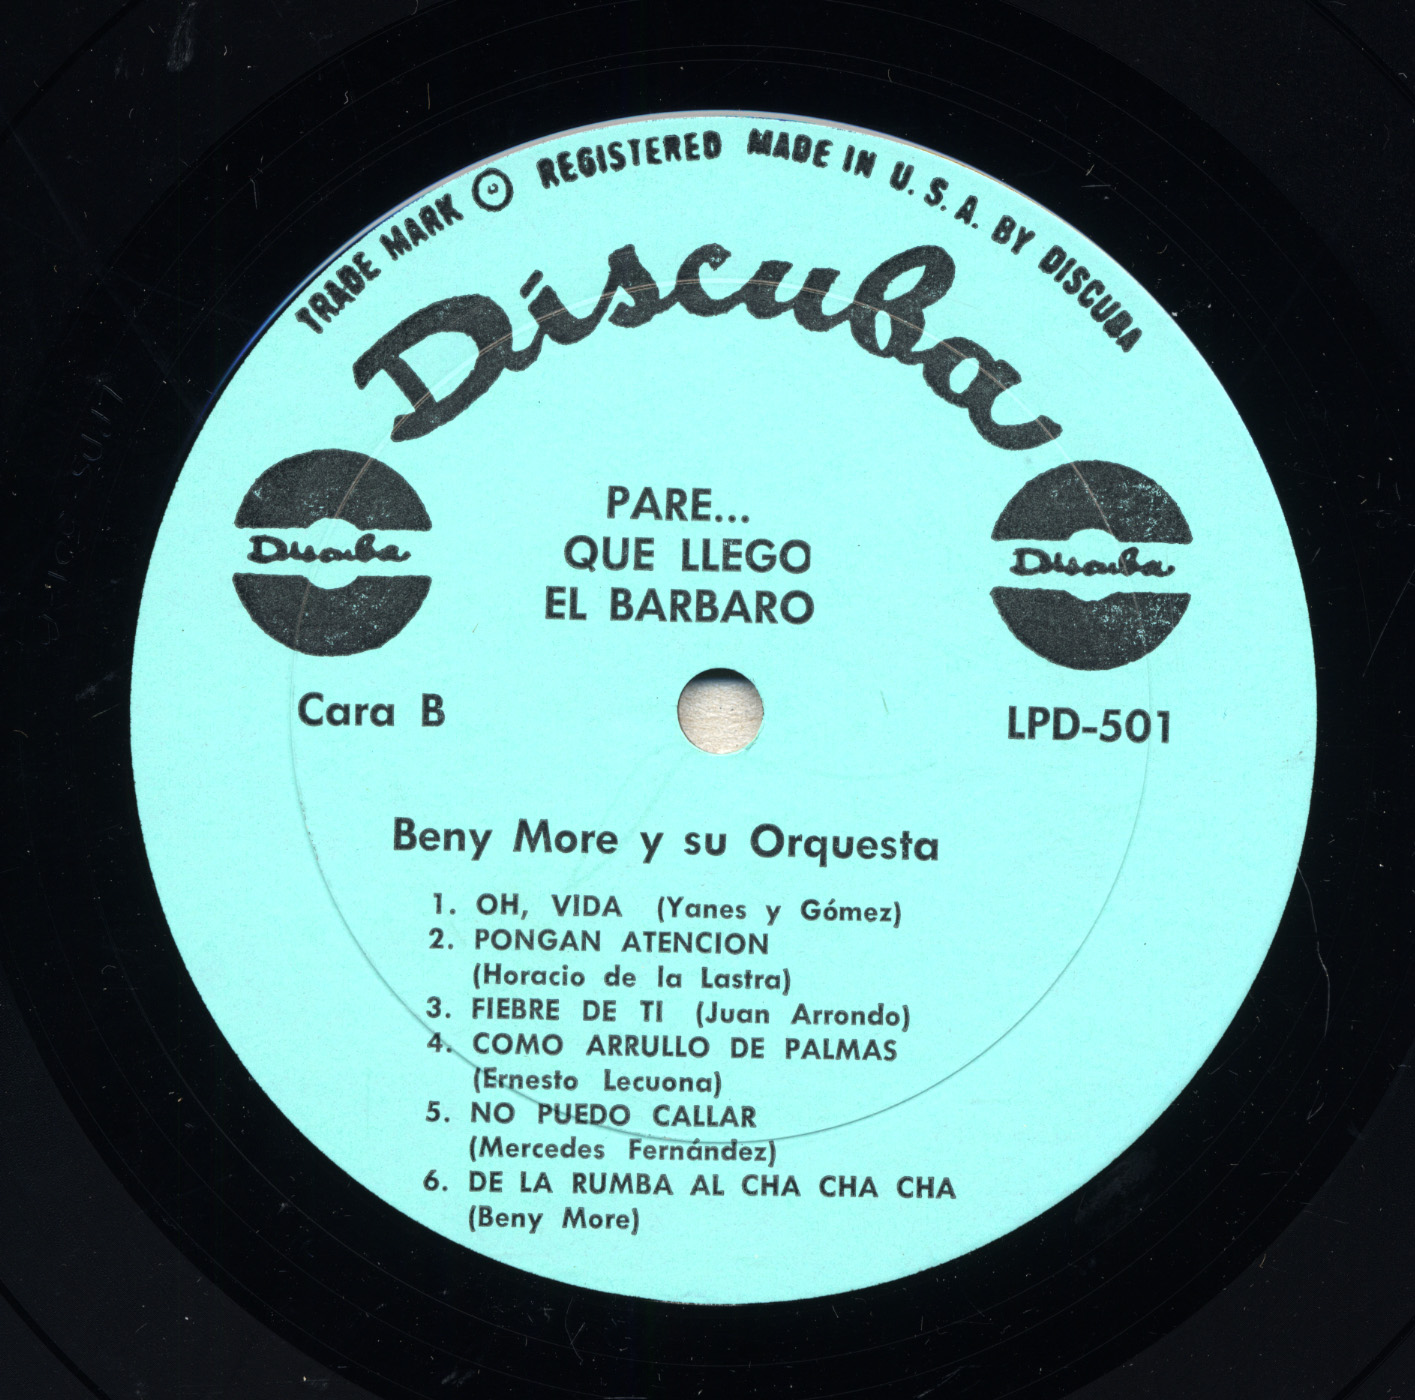 TRADE MARK REGISTERED MADE IN U.S.A. BY DISCUBA
Discuba
Discuba
Discuba
PARE...
QUE LLEGO
EL BARBARO
Cara B
LPD-501
Beny More y su Orquesta
1. OH, VIDA (Yanes y Gómez)
2. PONGAN ATENCION
(Horacio de la Lastra)
3. FIEBRE DE TI (Juan Arrondo)
4. COMO ARRULLO DE PALMAS
(Ernesto Lecuona)
5. NO PUEDO CALLAR
(Mercedes Fernández)
6. DE LA RUMBA AL CHA CHA CHA
(Beny More)